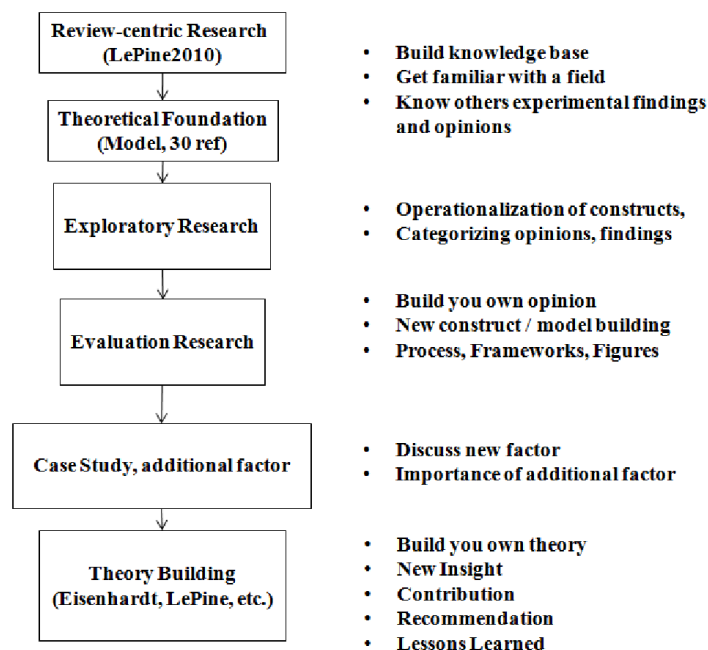 Review-centric Research
(LePine2010)
• Build knowledge base
• Get familiar with a field
• Know others experimental findings
and opinions
Theoretical Foundation
(Model, 30 ref)
Exploratory Research
• Operationalization of constructs,
• Categorizing opinions, findings
Evaluation Research
• Build you own opinion
• New construct / model building
• Process, Frameworks, Figures
Case Study, additional factor
• Discuss new factor
• Importance of additional factor
Theory Building
(Eisenhardt, LePine, etc.)
• Build you own theory
• New Insight
• Contribution
• Recommendation
• Lessons Learned